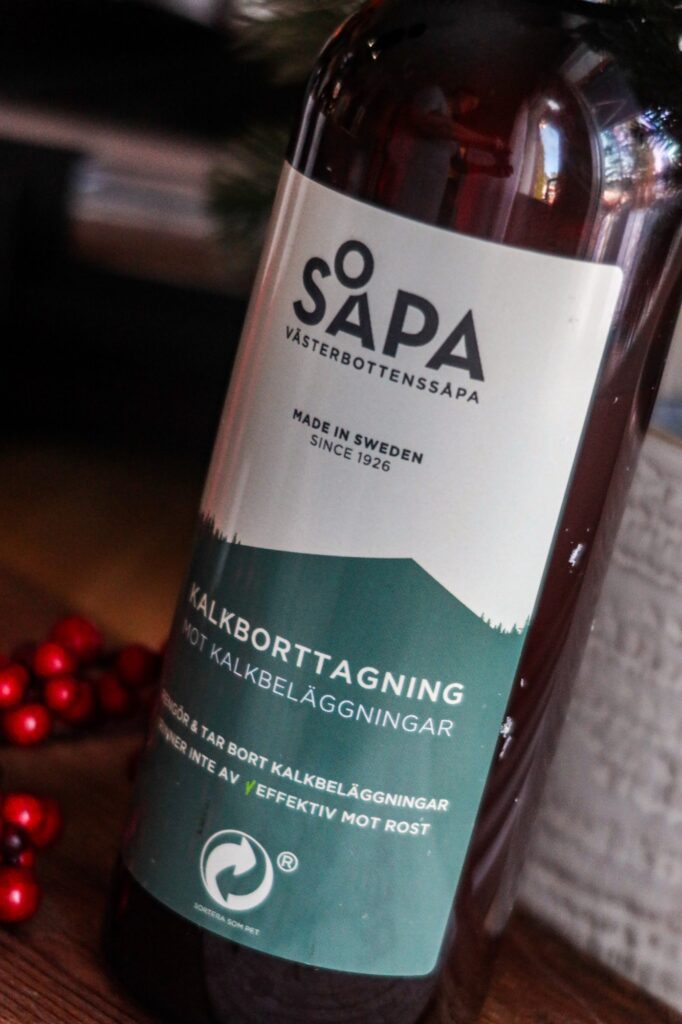 SÅPA
VÄSTERBOTTENSSÅPA
MADE IN SWEDEN
SINCE 1926
KALKBORTTAGNING
MOT KALKBELÄGGNINGAR
& TAR BORT KALKBELÄGGNINGAR
INTE AV √EFFEKTIV MOT ROST
®
SORTERA SOM PET